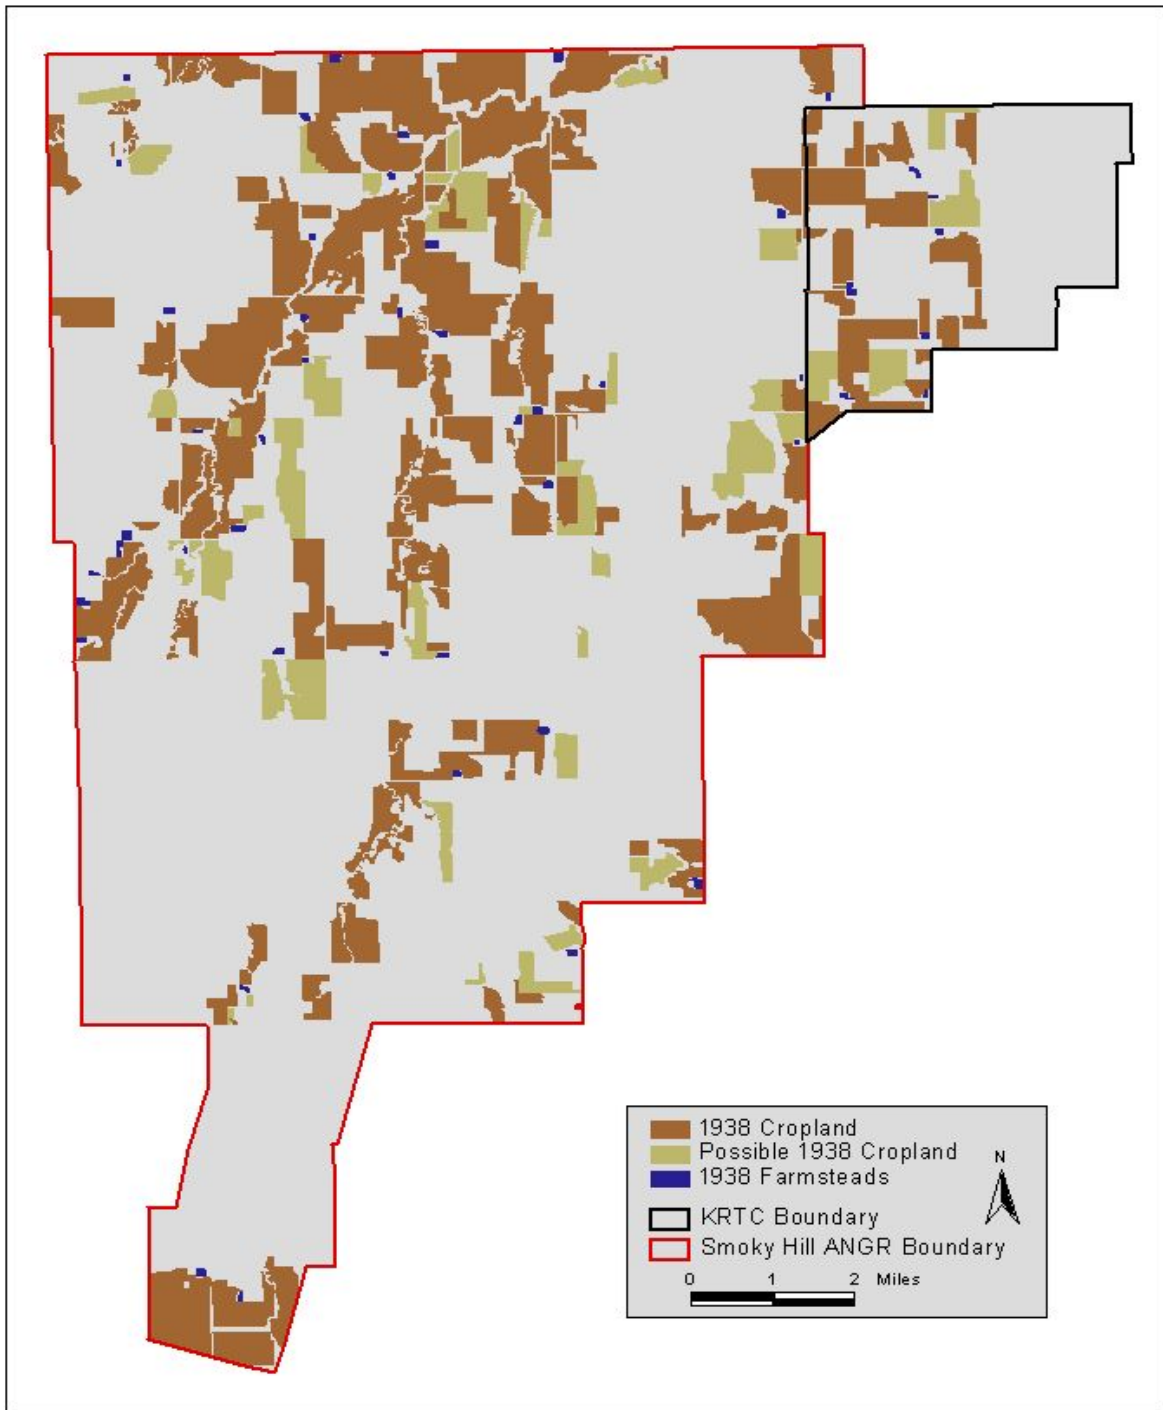 1938 Cropland
Possible 1938 Cropland
1938 Farmsteads
N
KRTC Boundary
Smoky Hill ANGR Boundary
0 1 2 Miles